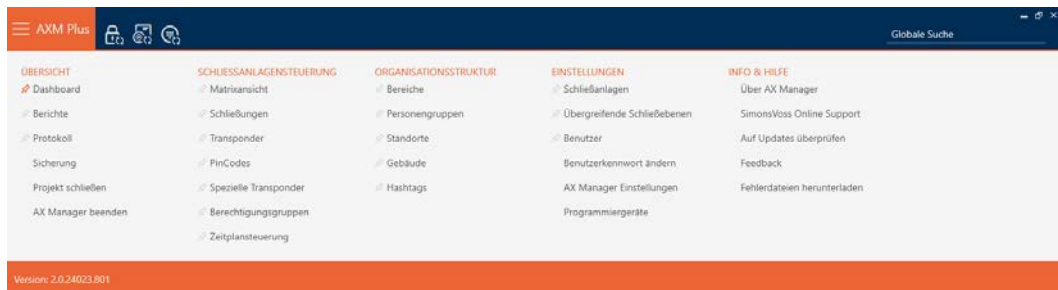 AXM Plus
Globale Suche
ÜBERSICHT
Dashboard
Berichte
Protokoll
Sicherung
Projekt schließen
AX Manager beenden
SCHLIESSANLAGENSTEUERUNG
Matrixansicht
Schließungen
Transponder
PinCodes
Spezielle Transponder
Berechtigungsgruppen
Zeitplansteuerung
ORGANISATIONSSTRUKTUR
Bereiche
Personengruppen
Standorte
Gebäude
Hashtags
EINSTELLUNGEN
Schließanlagen
Übergreifende Schließebenen
Benutzer
Benutzerkennwort ändern
AX Manager Einstellungen
Programmiergeräte
INFO & HILFE
Über AX Manager
SimonsVoss Online Support
Auf Updates überprüfen
Feedback
Fehlerdateien herunterladen
Version: 2.0.24023.801